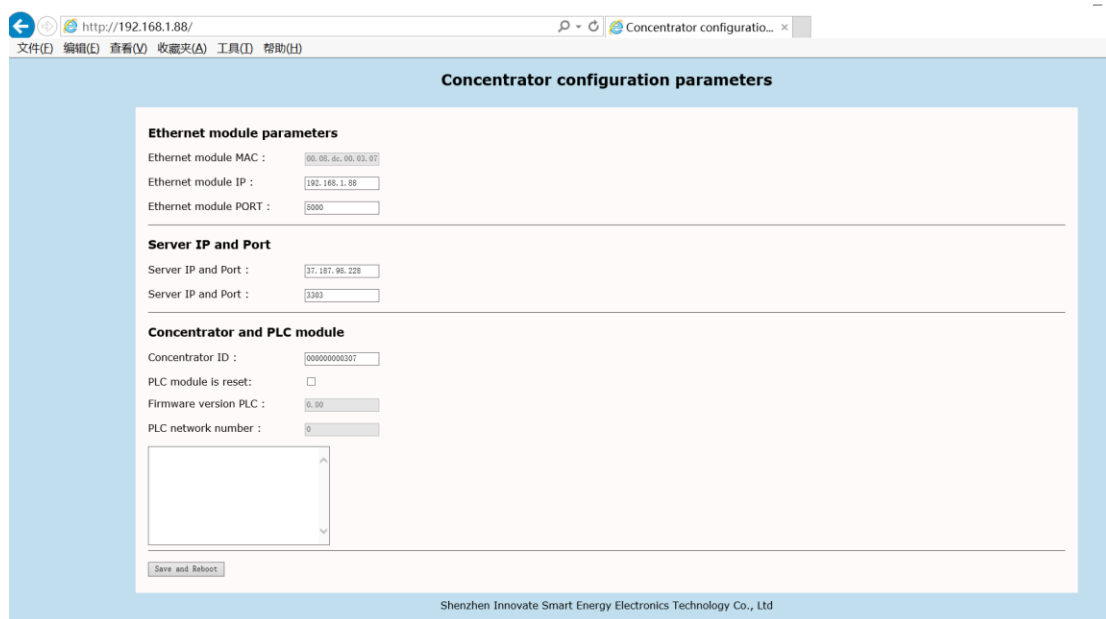 http://192.168.1.88/
Concentrator configuratio...
文件(F) 编辑(E) 查看(V) 收藏夹(A) 工具(T) 帮助(H)
Concentrator configuration parameters
Ethernet module parameters
Ethernet module MAC : 00.08.dc.00.03.07
Ethernet module IP : 192.168.1.88
Ethernet module PORT : 5000
Server IP and Port
Server IP and Port : 37.187.98.228
Server IP and Port : 3303
Concentrator and PLC module
Concentrator ID : 000000000307
PLC module is reset:
Firmware version PLC : 0.00
PLC network number : 0
Save and Reboot
Shenzhen Innovate Smart Energy Electronics Technology Co., Ltd